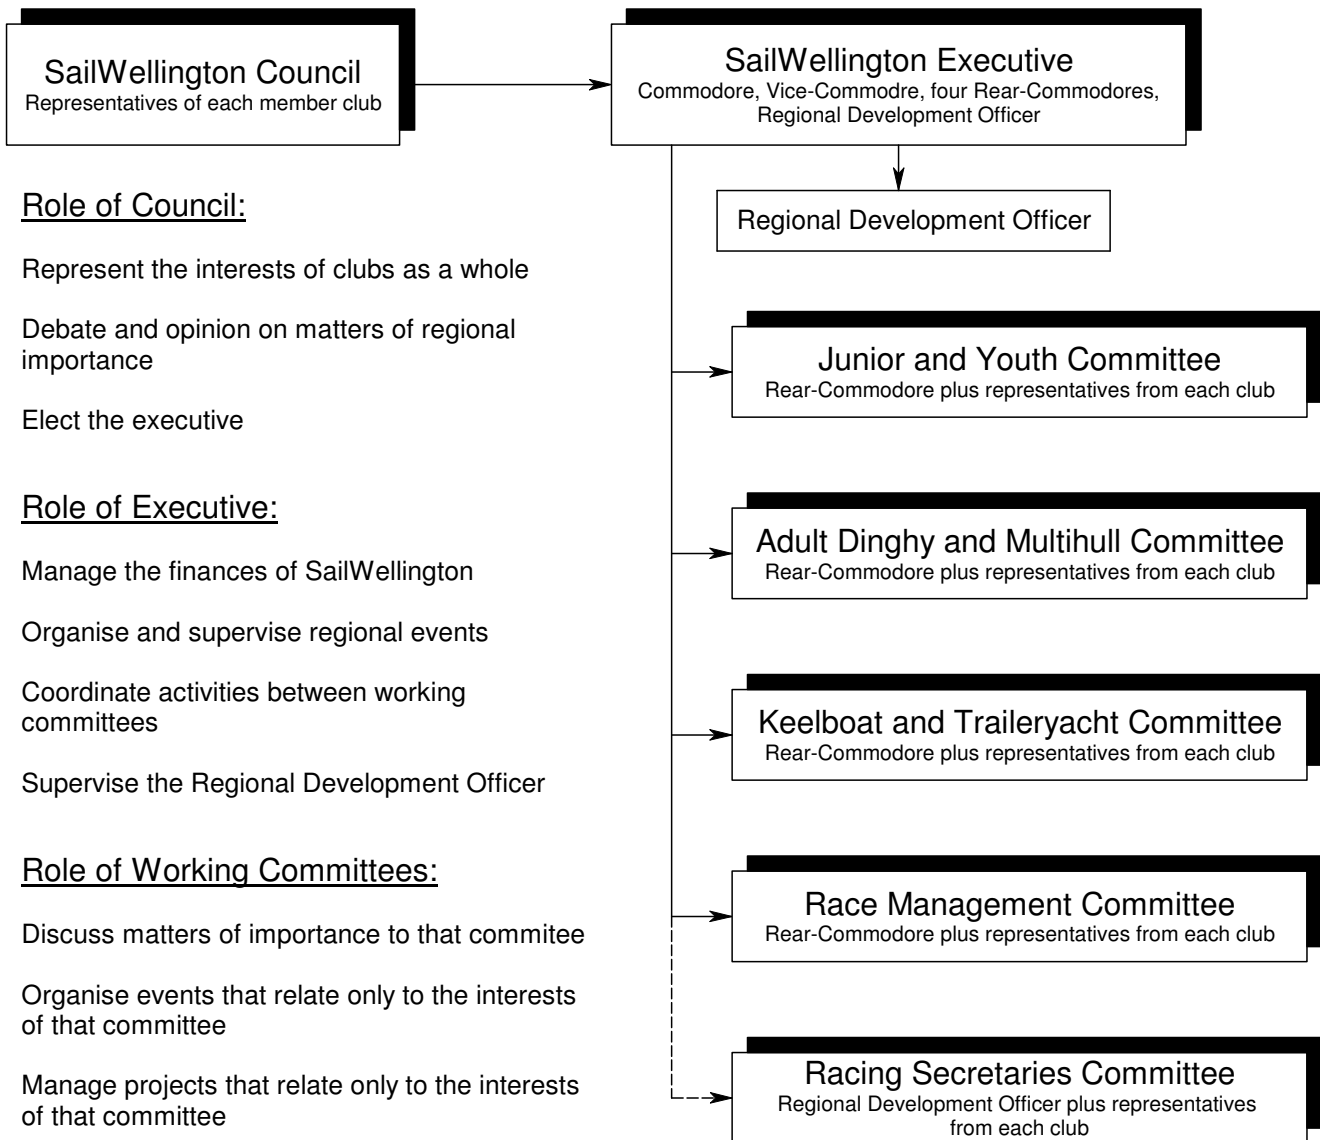 SailWellington Council
Representatives of each member club
SailWellington Executive
Commodore, Vice-Commodre, four Rear-Commodores,
Regional Development Officer
Regional Development Officer
Role of Council:
Represent the interests of clubs as a whole
Debate and opinion on matters of regional
importance
Elect the executive
Role of Executive:
Manage the finances of SailWellington
Organise and supervise regional events
Coordinate activities between working
committees
Supervise the Regional Development Officer
Role of Working Committees:
Discuss matters of importance to that commitee
Organise events that relate only to the interests
of that committee
Manage projects that relate only to the interests
of that committee
Junior and Youth Committee
Rear-Commodore plus representatives from each club
Adult Dinghy and Multihull Committee
Rear-Commodore plus representatives from each club
Keelboat and Traileryacht Committee
Rear-Commodore plus representatives from each club
Race Management Committee
Rear-Commodore plus representatives from each club
Racing Secretaries Committee
Regional Development Officer plus representatives
from each club